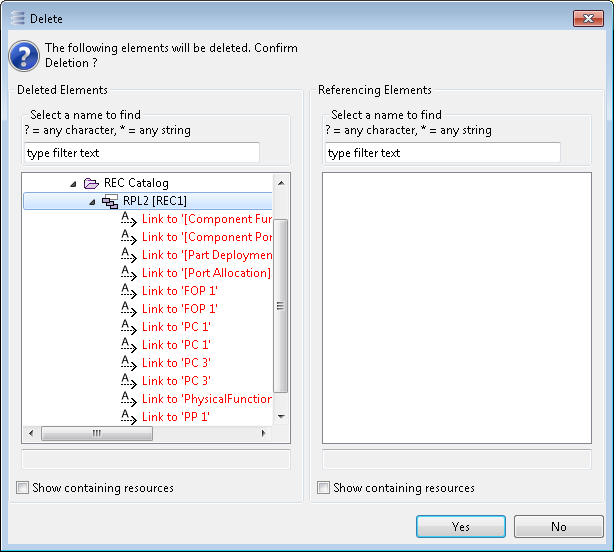 Delete
The following elements will be deleted. Confirm
Deletion ?
Deleted Elements
Select a name to find
? = any character, * = any string
type filter text
REC Catalog
RPL2 [REC1]
Link to '[Component Fur
Link to '[Component Por
Link to '[Part Deploymen
Link to '[Port Allocation]
Link to 'FOP 1'
Link to 'FOP 1'
Link to 'PC 1'
Link to 'PC 1'
Link to 'PC 3'
Link to 'PC 3'
Link to 'PhysicalFunction
Link to 'PP 1'
Show containing resources
Referencing Elements
Select a name to find
? = any character, * = any string
type filter text
Show containing resources
Yes
No